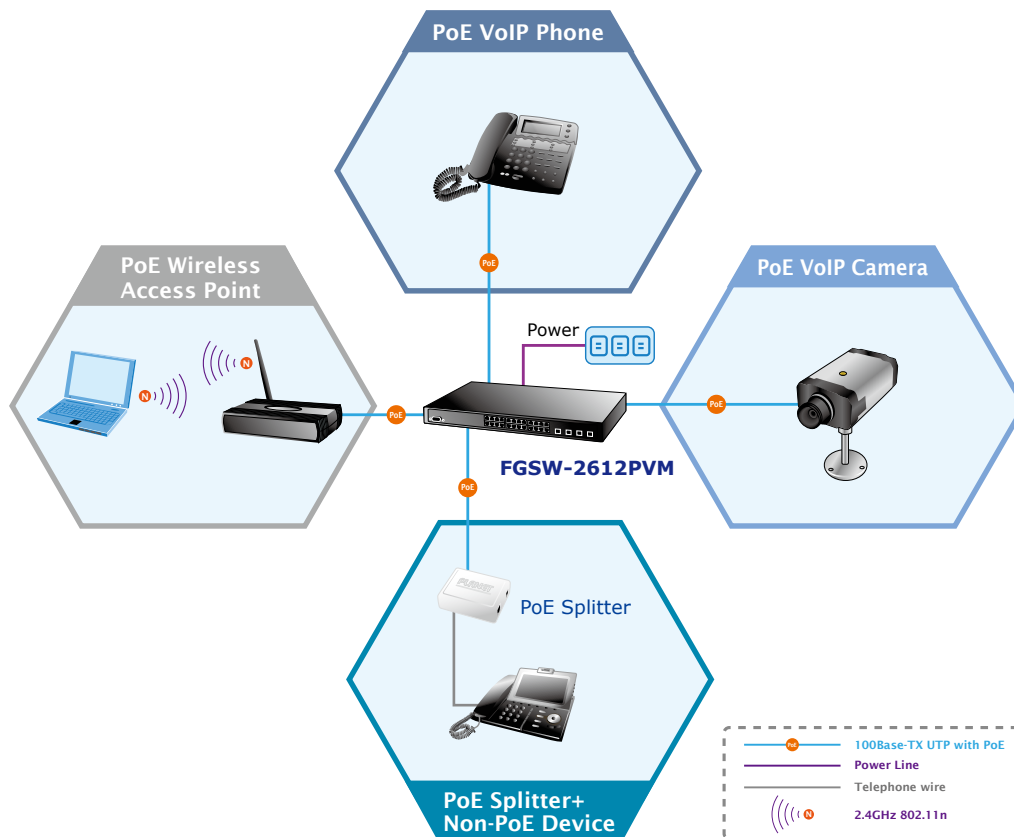 PoE VoIP Phone
PoE
PoE Wireless
Access Point
N
N
PoE
Power
PoE VoIP Camera
PoE
FGSW-2612PVM
PoE
PLANET
PoE Splitter
PoE Splitter+
Non-PoE Device
PoE
100Base-TX UTP with PoE
Power Line
Telephone wire
N
2.4GHz 802.11n